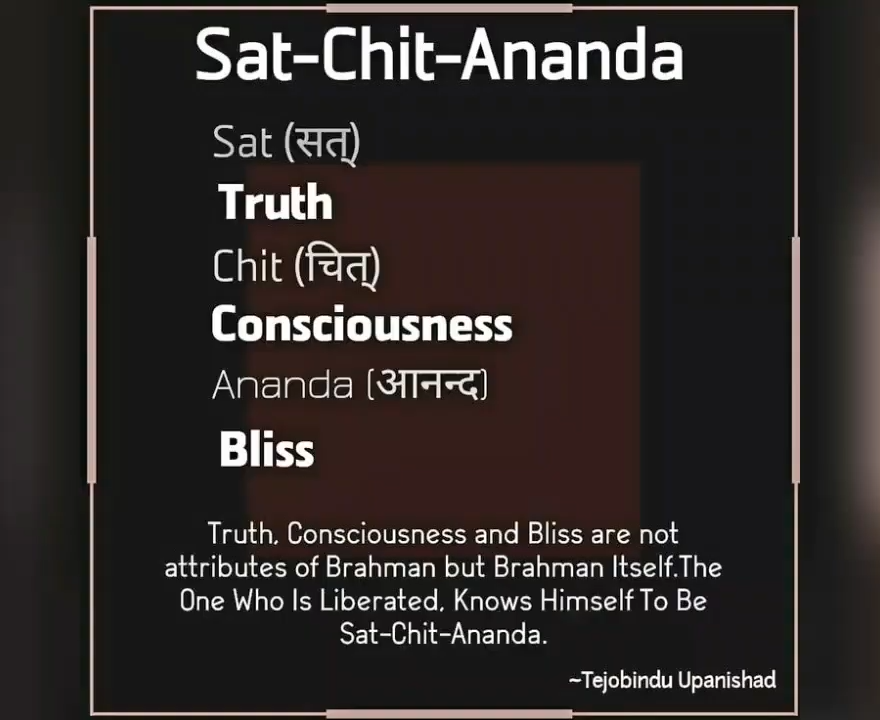 Sat-Chit-Ananda
Sat (सत्)
Truth
Chit (चित्)
Consciousness
Ananda (आनन्द)
Bliss
Truth, Consciousness and Bliss are not
attributes of Brahman but Brahman Itself.The
One Who Is Liberated, Knows Himself To Be
Sat-Chit-Ananda.
~Tejobindu Upanishad